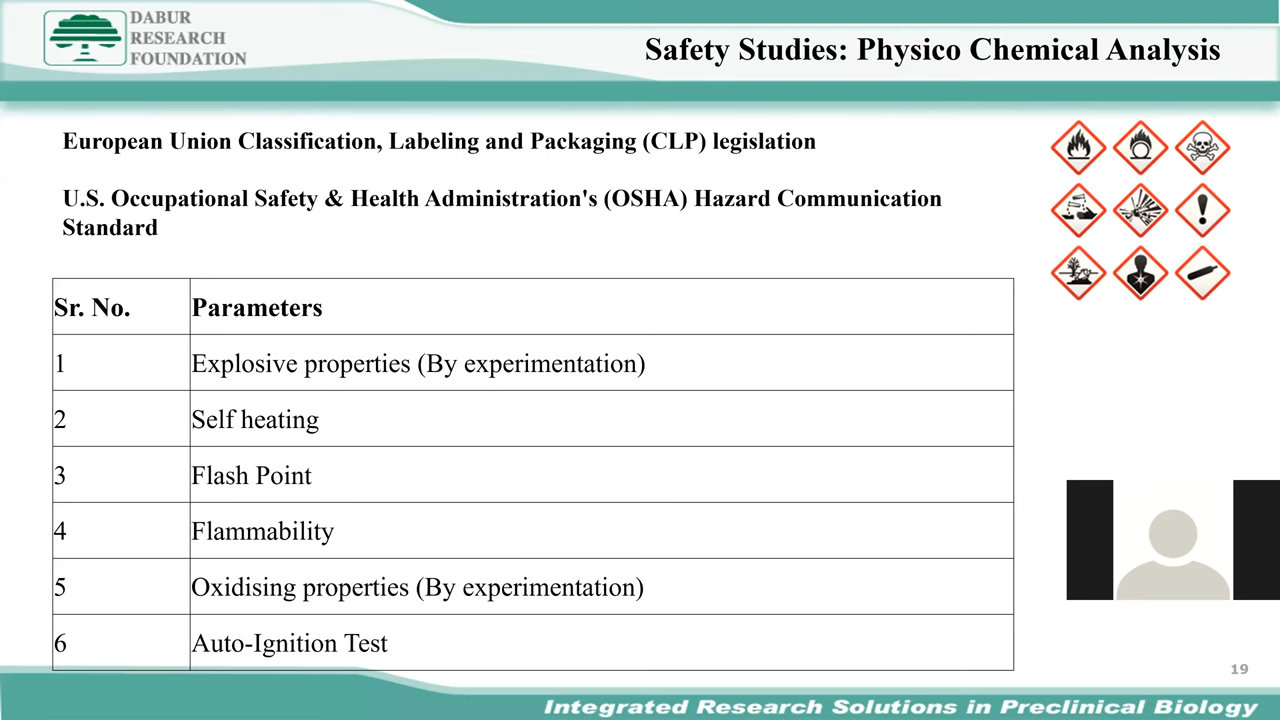 DABUR
RESEARCH
FOUNDATION
Safety Studies: Physico Chemical Analysis
European Union Classification, Labeling and Packaging (CLP) legislation
U.S. Occupational Safety & Health Administration's (OSHA) Hazard Communication
Standard
Sr. No. Parameters
1 Explosive properties (By experimentation)
2 Self heating
3 Flash Point
4 Flammability
5 Oxidising properties (By experimentation)
6 Auto-Ignition Test
19
Integrated Research Solutions in Preclinical Biology